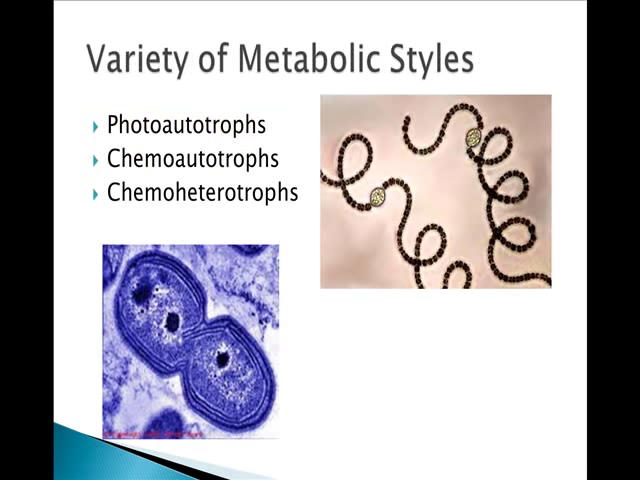 Variety of Metabolic Styles
Photoautotrophs
Chemoautotrophs
Chemoheterotrophs